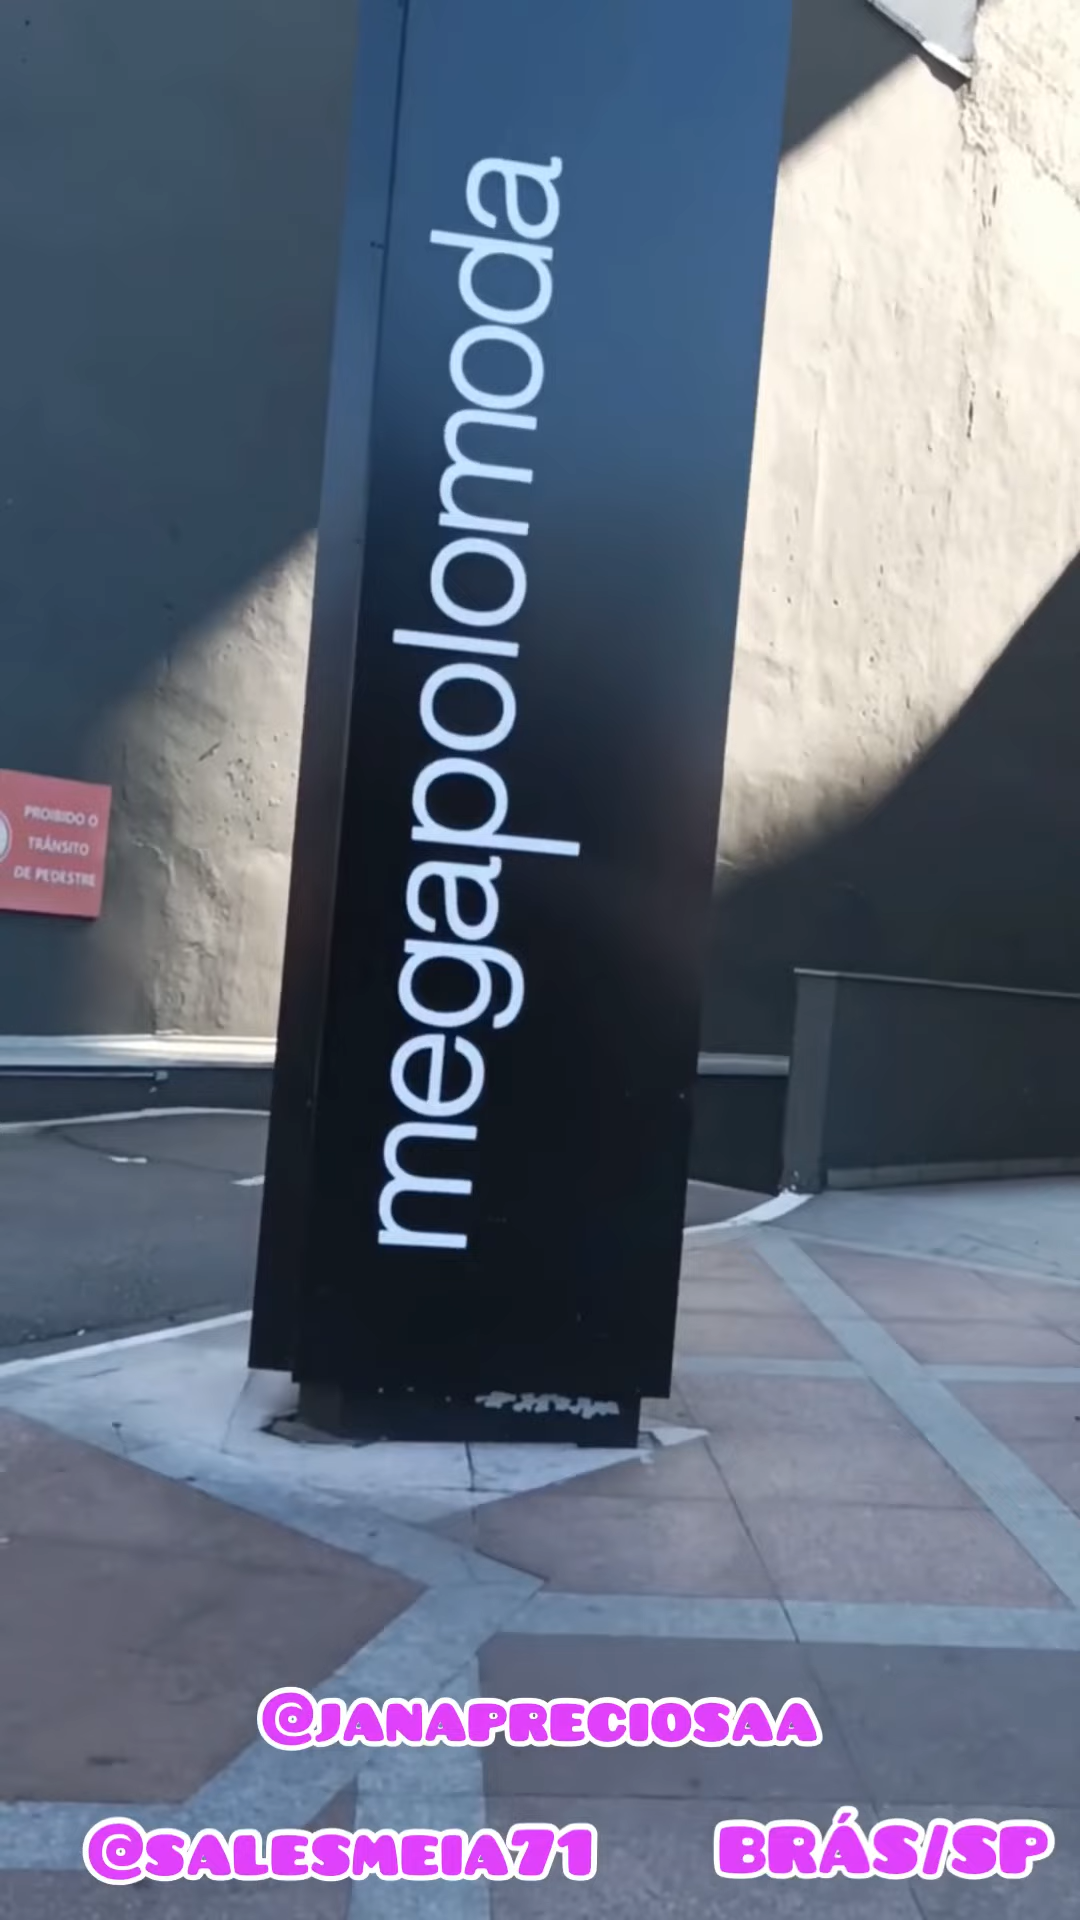 megapolomoda
PROIBIDO O
TRÂNSITO
DE PEDESTRE
@JANAPRECIOSAA
@SALESMEIA71
BRÁS/SP